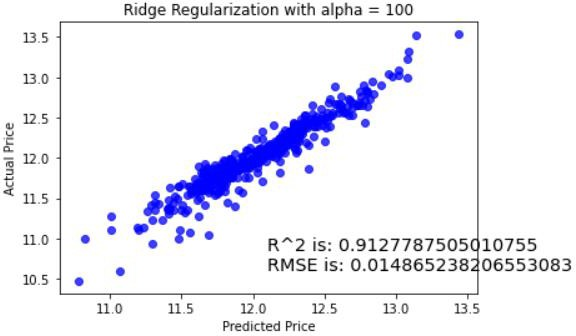 Ridge Regularization with alpha = 100
13.5
13.0
12.5
12.0
11.5
11.0
10.5
Actual Price
R^2 is: 0.9127787505010755
RMSE is: 0.014865238206553083
11.0 11.5 12.0 12.5 13.0 13.5
Predicted Price